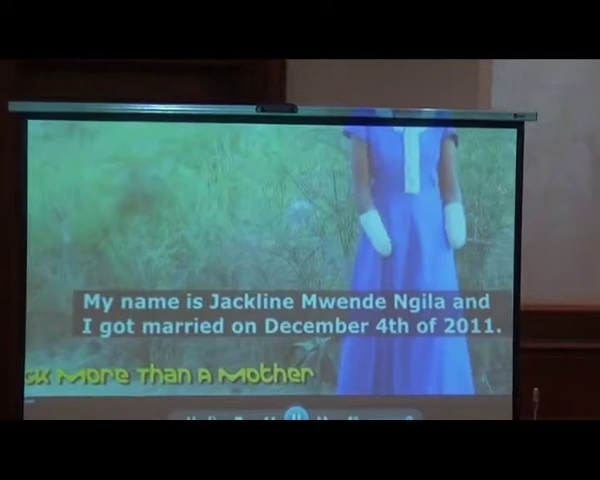 My name is Jackline Mwende Ngila and
I got married on December 4th of 2011.
More Than a Mother